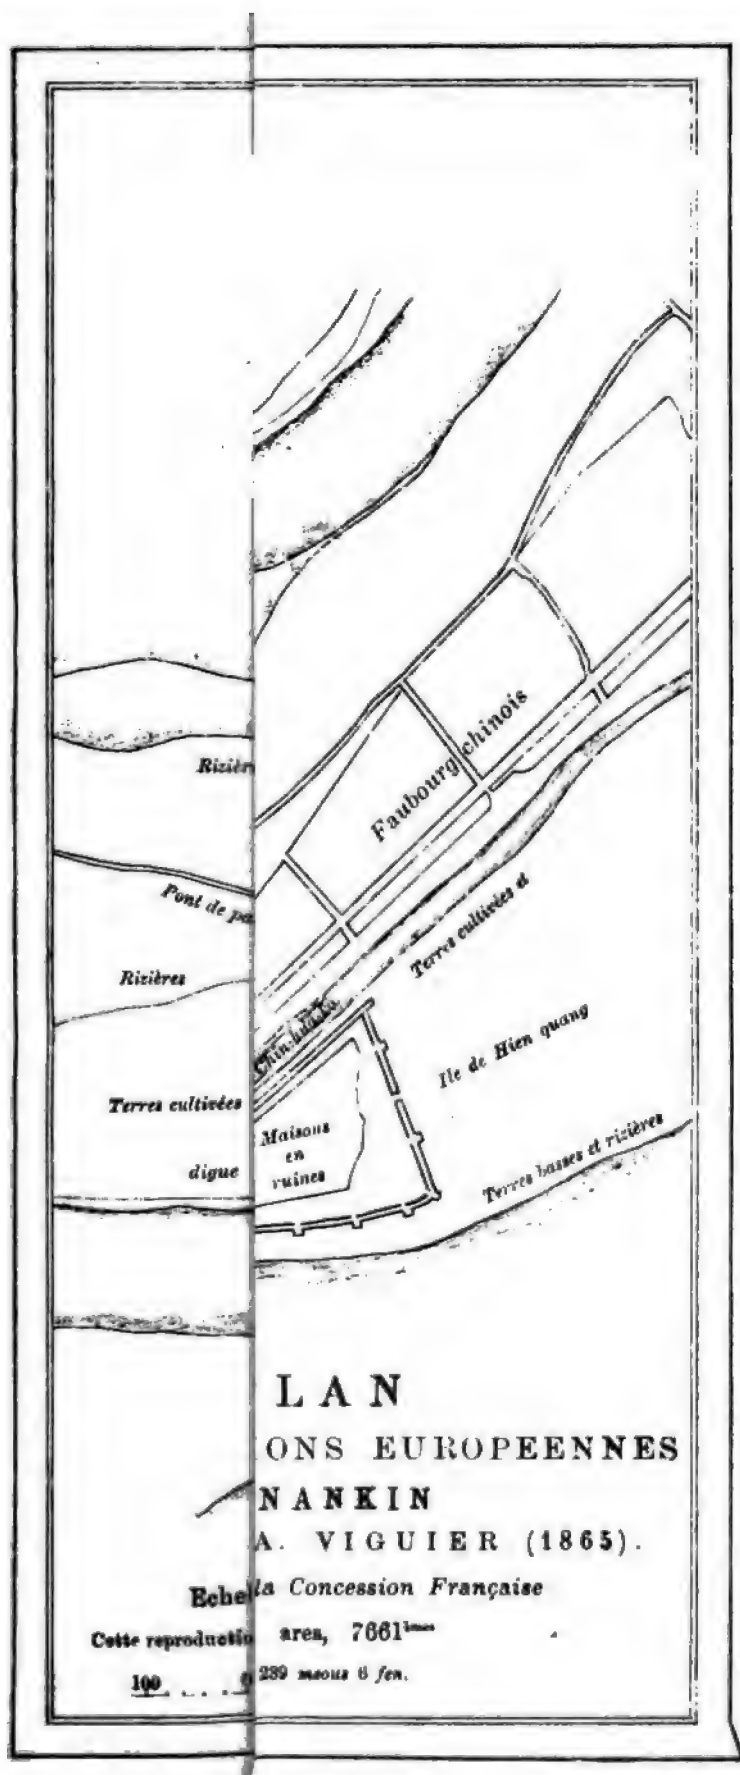 Rizièr
Faubourg chinois
Pont de pa
Terres cultivées et
Rizières
Ile de Hien quang
Terres cultivées
Maisons
en
ruines
digue
Terres basses et rizières
LAN
ONS EUROPEENNES
NANKIN
A. VIGUIER (1865).
Eche
la Concession Française
Cette reproductio
area, 7661
100
0
289 meous 6 fen.